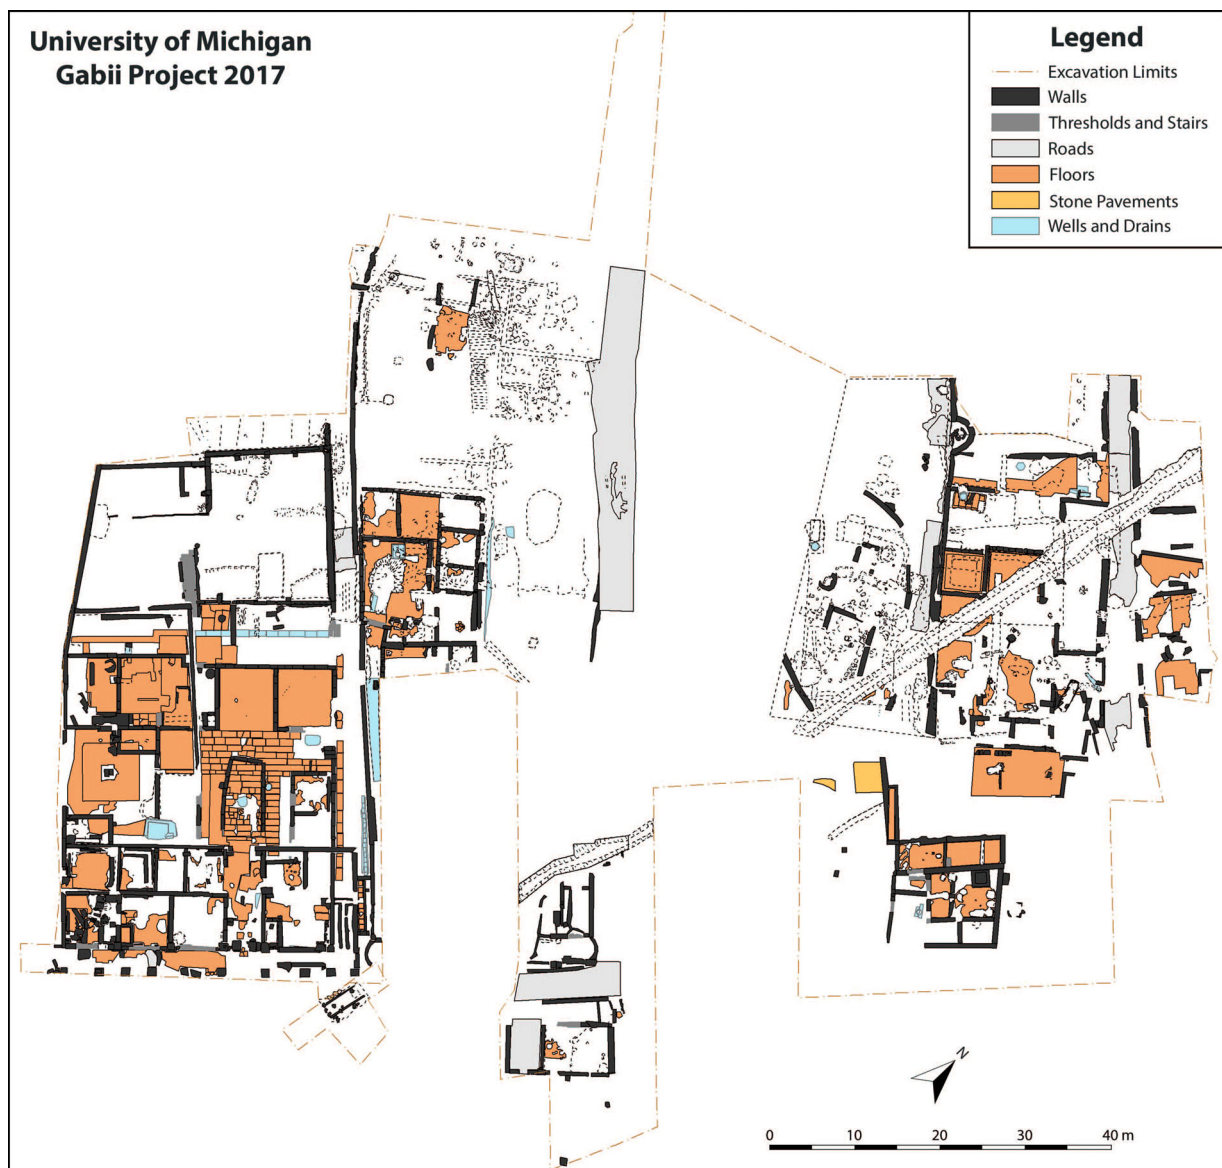 University of Michigan
Gabii Project 2017
Legend
Excavation Limits
Walls
Thresholds and Stairs
Roads
Floors
Stone Pavements
Wells and Drains
N
0 10 20 30 40 m